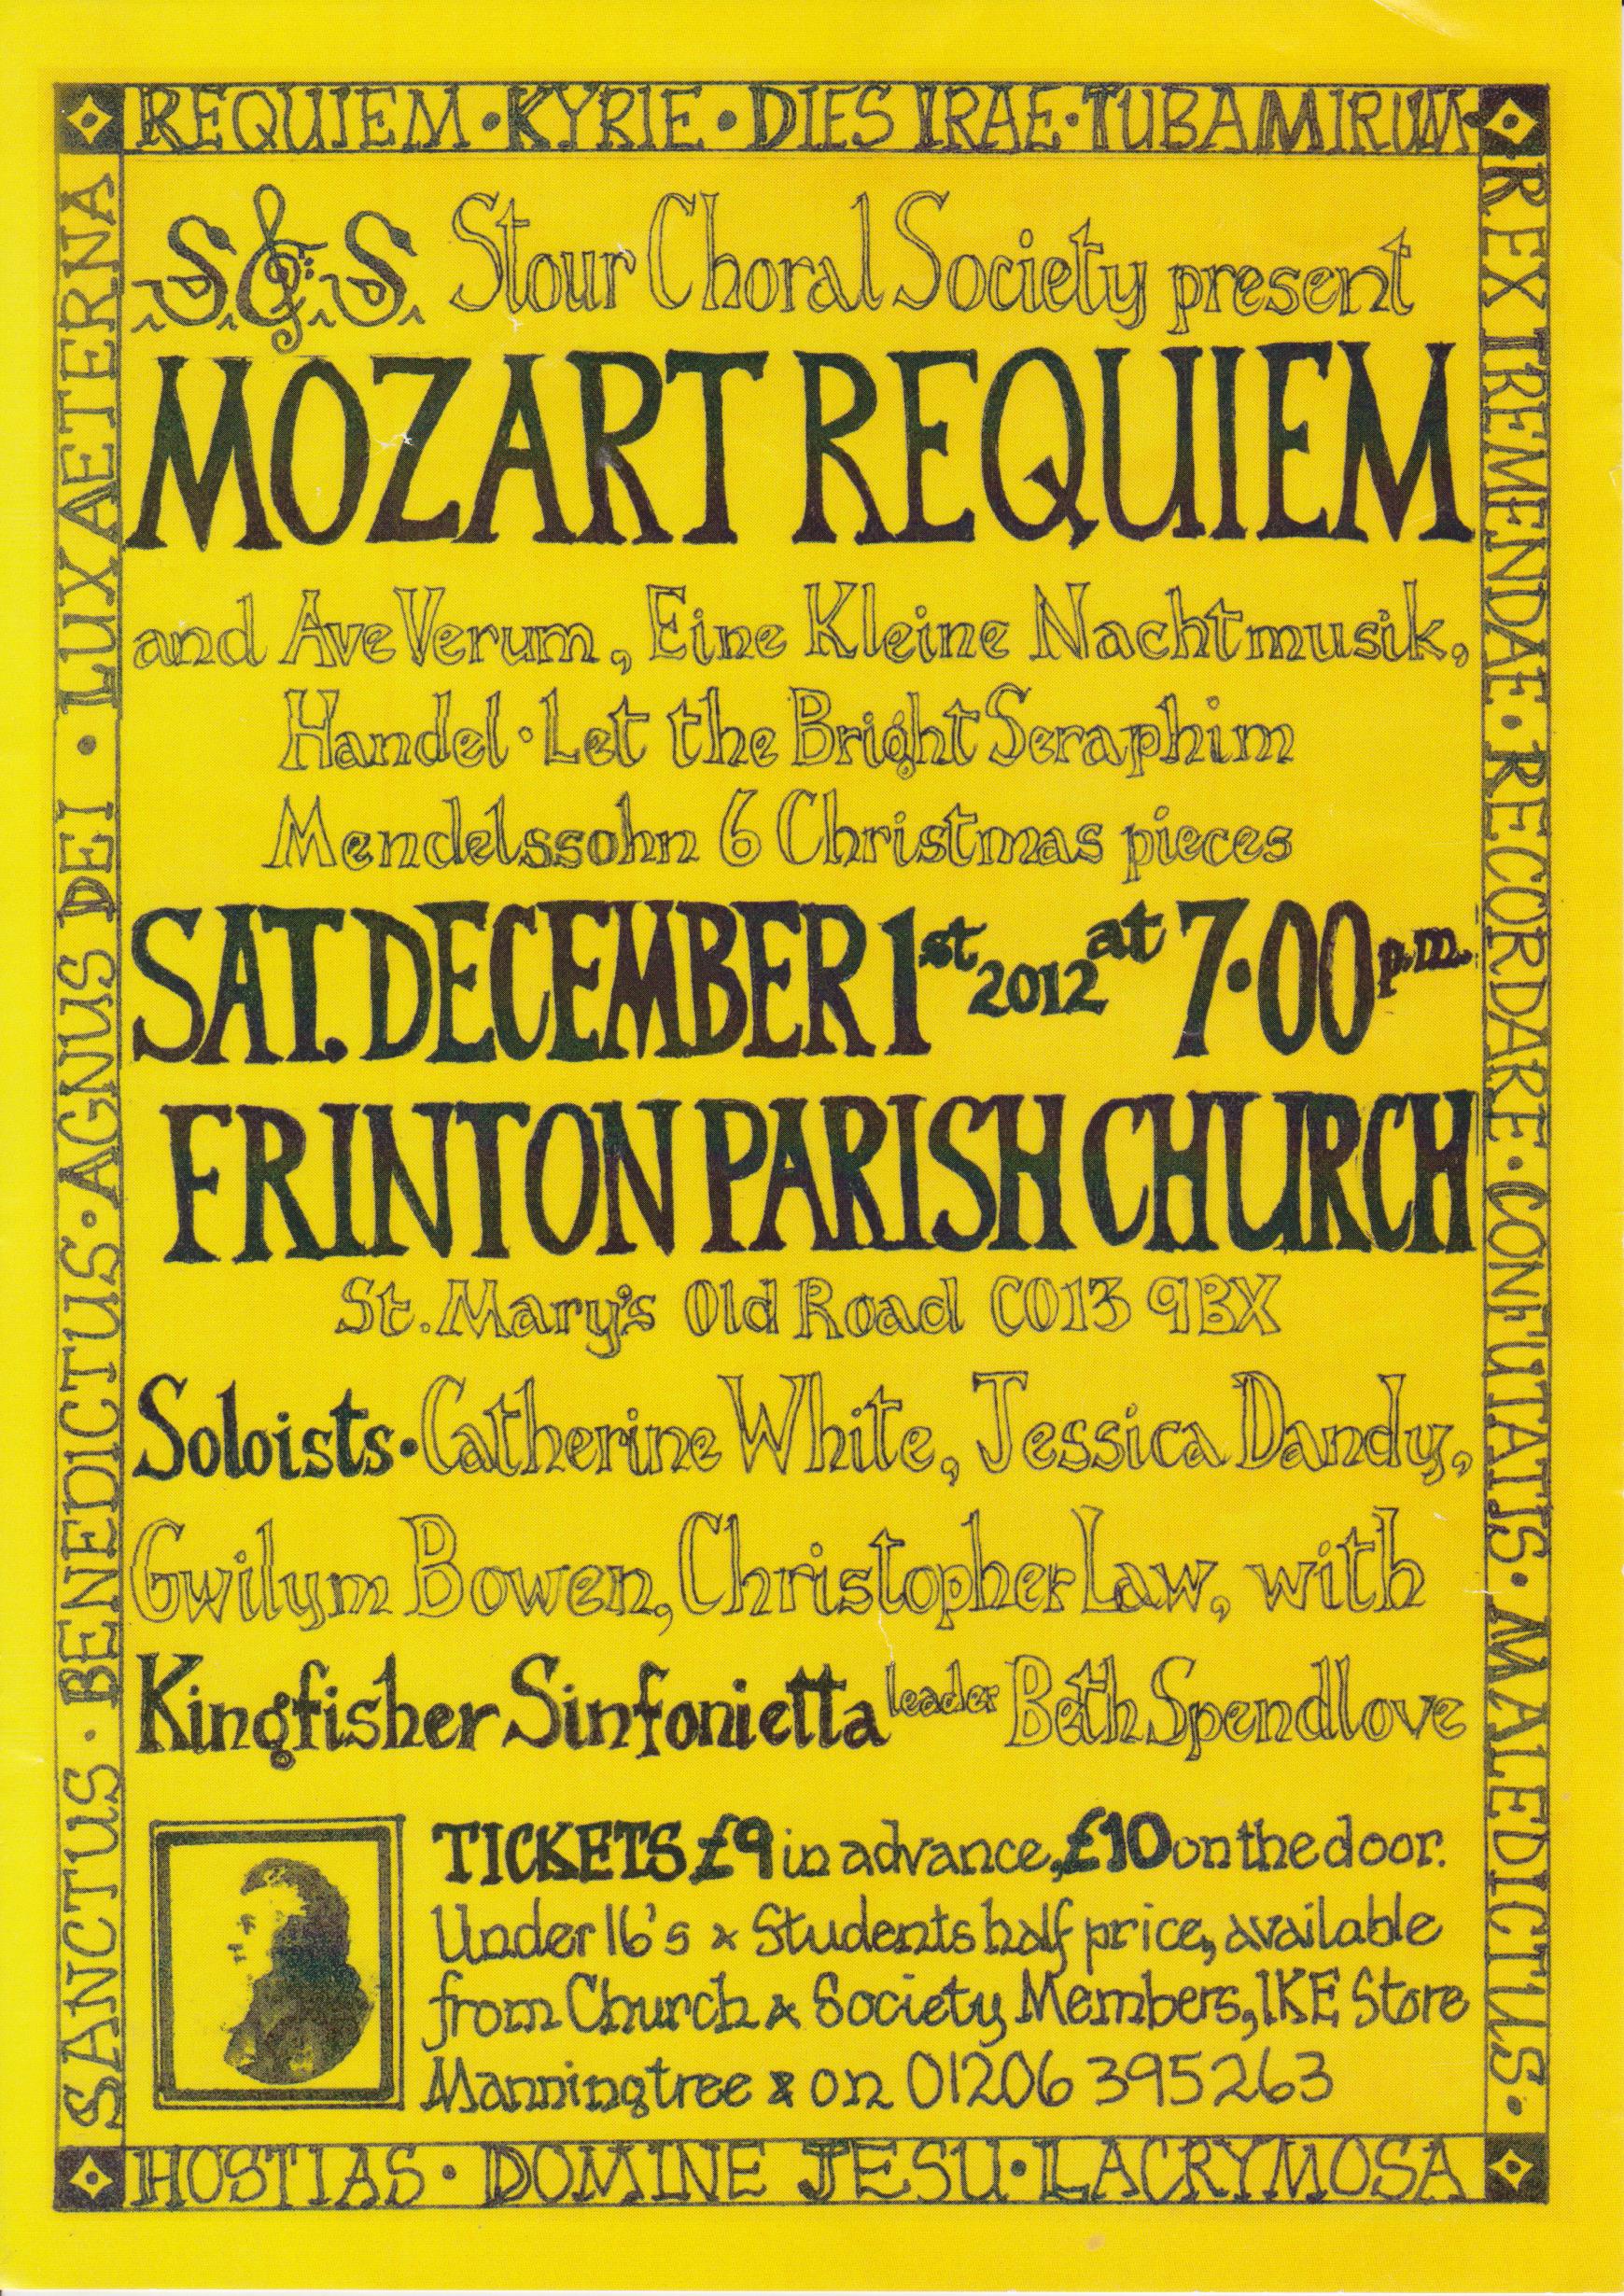 REQUIEM • KYRIE • DIES IRAE • TUBA MIRUM •
REX TREMENDAE • RECORDARE • CONFUTATIS • MALEDICTUS •
HOSTIAS • DOMINE JESU • LACRYMOSA
SANCTUS • BENEDICTUS • AGNUS DEI • LUX AETERNA
S&S Stour Choral Society present
MOZART REQUIEM
and Ave Verum, Eine Kleine Nachtmusik,
Handel • Let the Bright Seraphim
Mendelssohn 6 Christmas pieces
SAT. DECEMBER 1st 2012 at 7•00 p.m.
FRINTON PARISH CHURCH
St. Mary's Old Road CO13 9BX
Soloists • Catherine White, Jessica Dandy,
Gwilym Bowen, Christopher Law, with
Kingfisher Sinfonietta leader Beth Spendlove
TICKETS £9 in advance, £10 on the door.
Under 16's & Students half price, available
from Church & Society Members, IKE Store
Manningtree & on 01206 395263